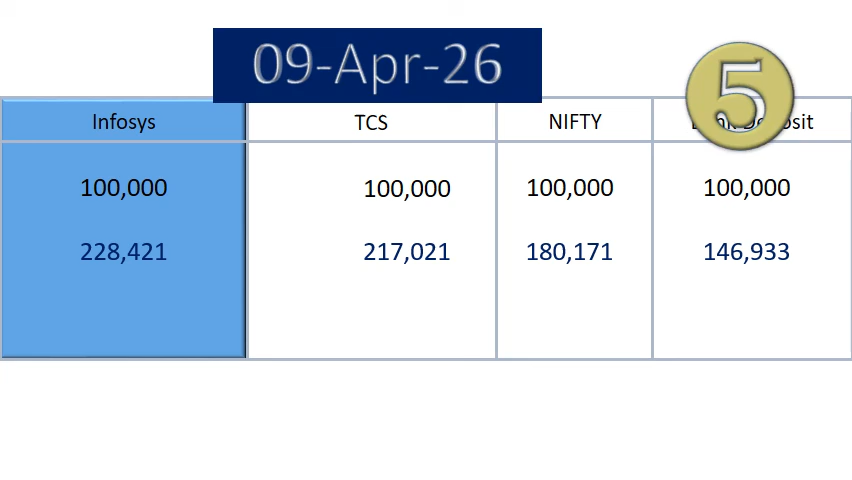 09-Apr-26
5
Infosys TCS NIFTY Deposit
100,000 100,000 100,000 100,000
228,421 217,021 180,171 146,933